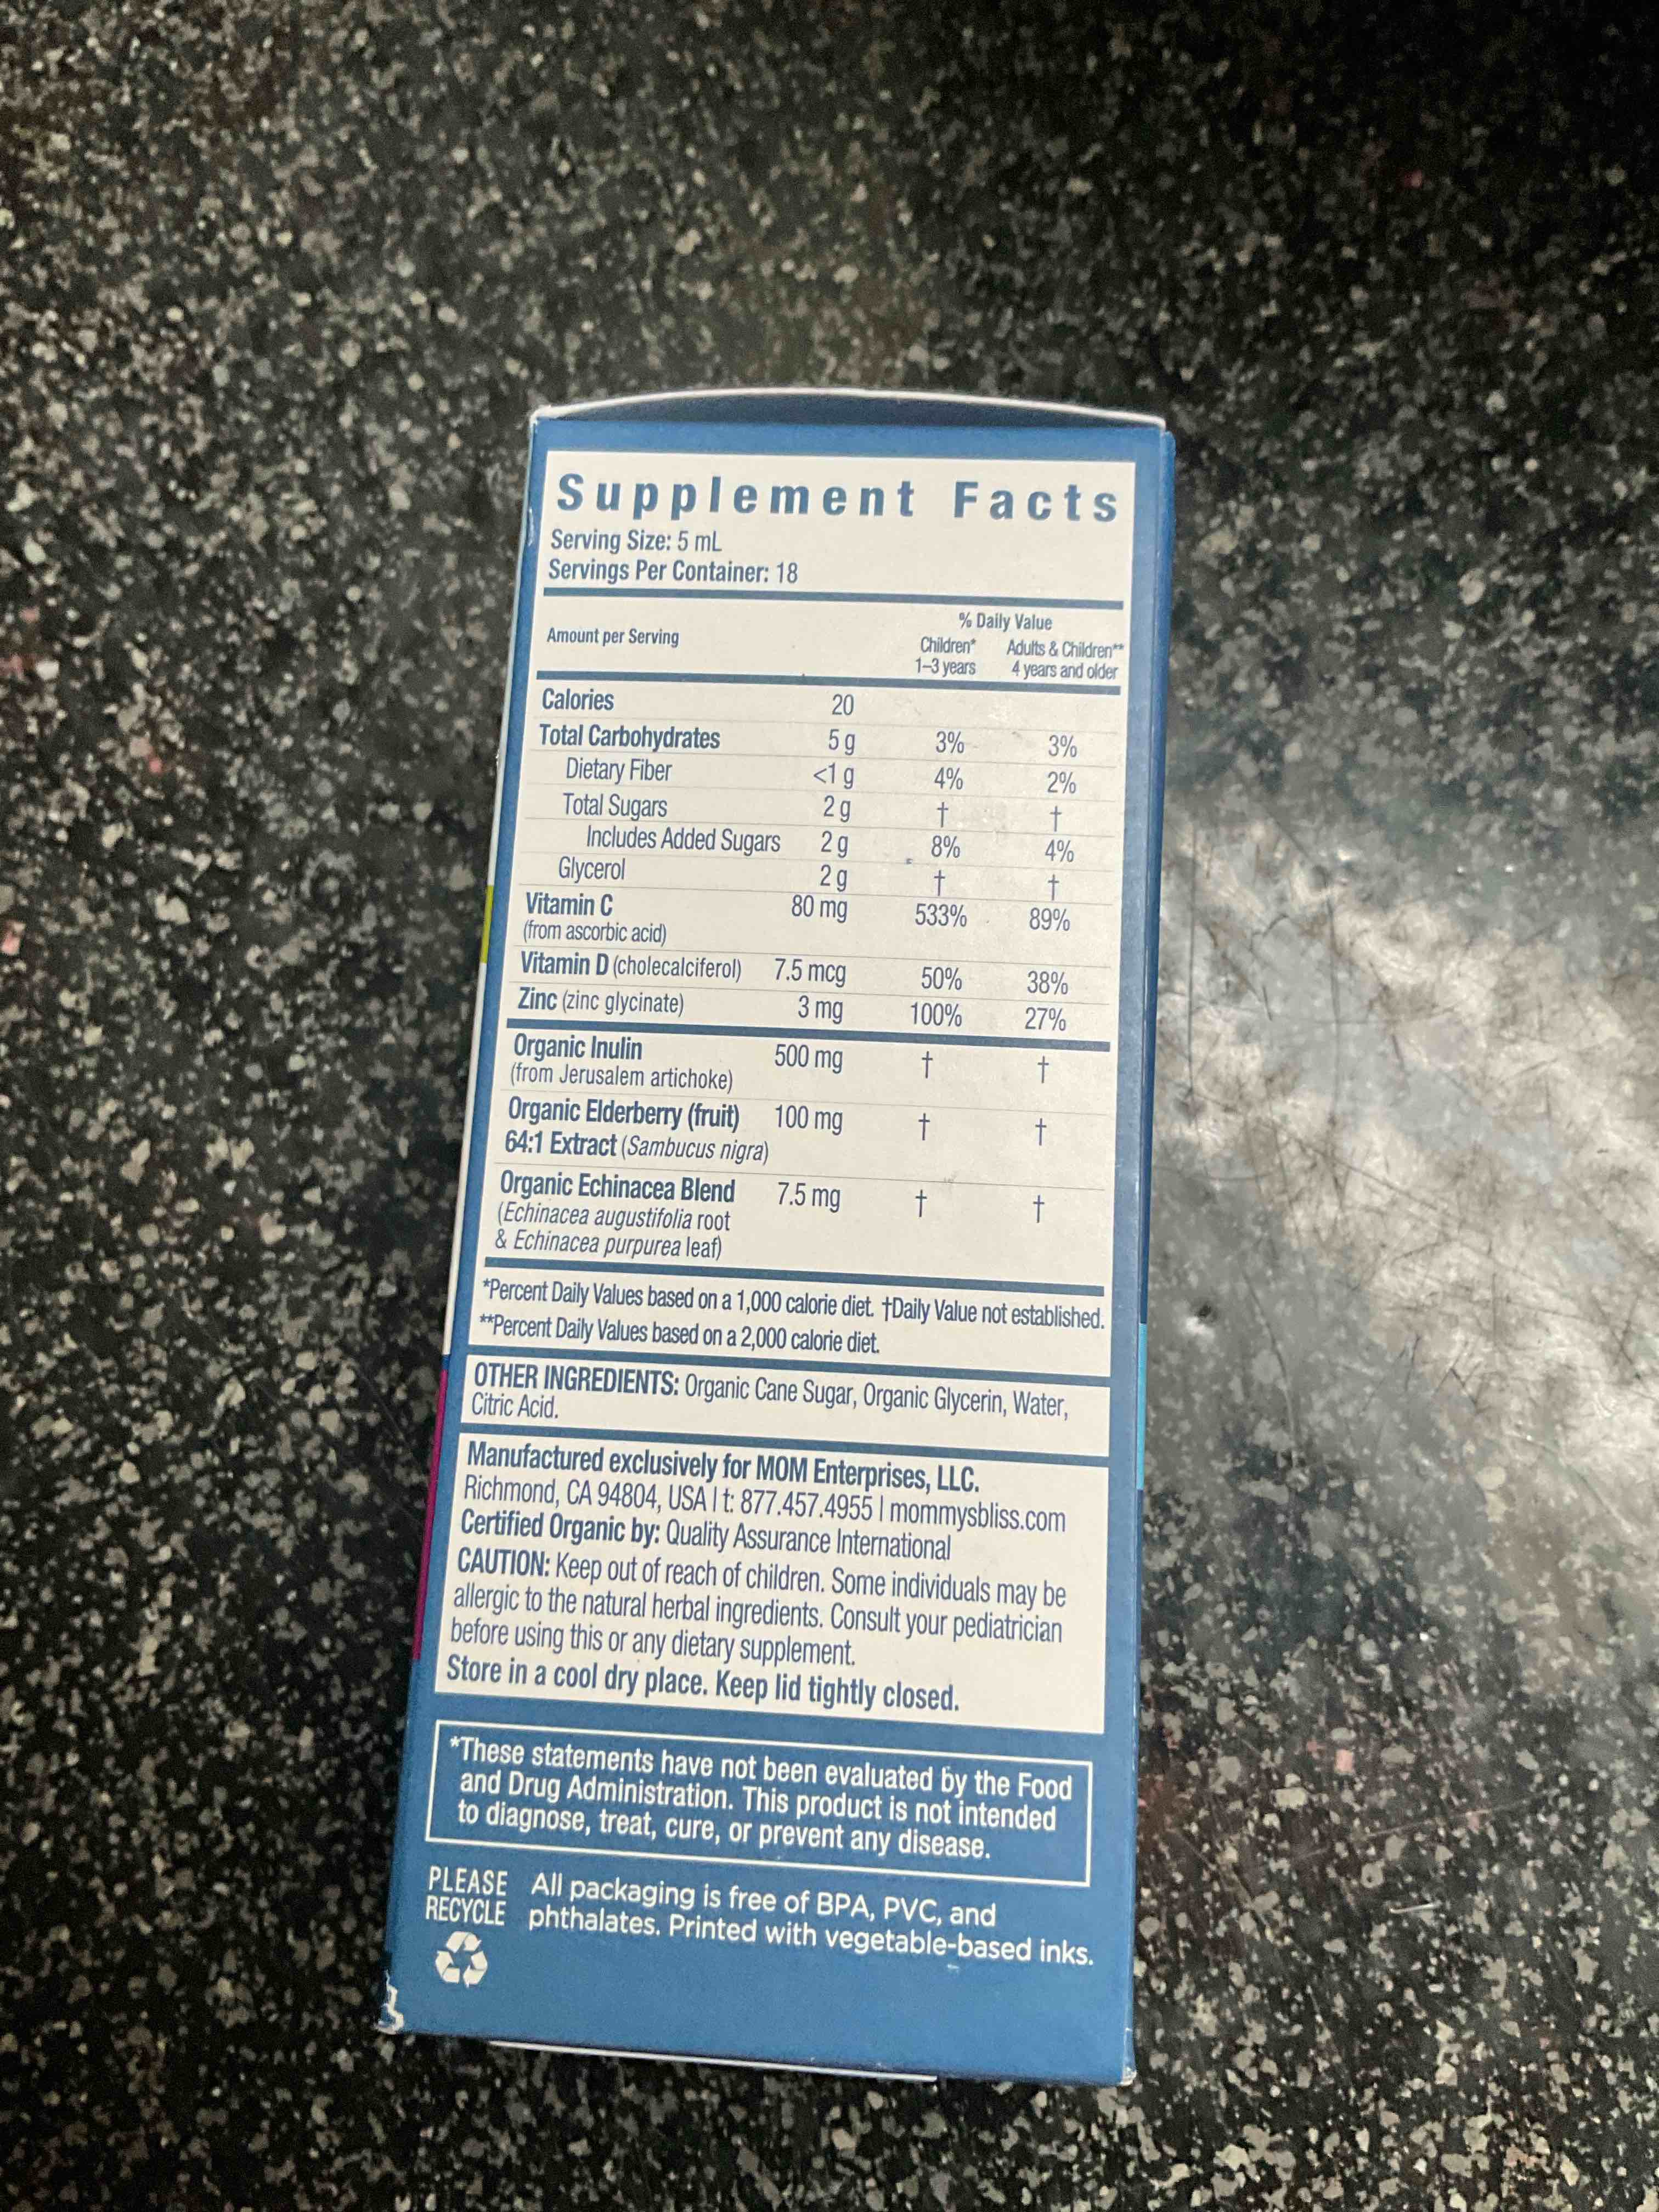 Supplement Facts
Serving Size: 5 mL
Servings Per Container: 18
% Daily Value
Amount per Serving Children* Adults & Children**
1–3 years 4 years and older
Calories 20
Total Carbohydrates 5 g 3% 3%
Dietary Fiber <1 g 4% 2%
Total Sugars 2 g † †
Includes Added Sugars 2 g 8% 4%
Glycerol 2 g † †
Vitamin C 80 mg 533% 89%
(from ascorbic acid)
Vitamin D (cholecalciferol) 7.5 mcg 50% 38%
Zinc (zinc glycinate) 3 mg 100% 27%
Organic Inulin 500 mg † †
(from Jerusalem artichoke)
Organic Elderberry (fruit) 100 mg † †
64:1 Extract (Sambucus nigra)
Organic Echinacea Blend 7.5 mg † †
(Echinacea augustifolia root
& Echinacea purpurea leaf)
*Percent Daily Values based on a 1,000 calorie diet. †Daily Value not established.
**Percent Daily Values based on a 2,000 calorie diet.
OTHER INGREDIENTS: Organic Cane Sugar, Organic Glycerin, Water,
Citric Acid.
Manufactured exclusively for MOM Enterprises, LLC.
Richmond, CA 94804, USA | t: 877.457.4955 | mommysbliss.com
Certified Organic by: Quality Assurance International
CAUTION: Keep out of reach of children. Some individuals may be
allergic to the natural herbal ingredients. Consult your pediatrician
before using this or any dietary supplement.
Store in a cool dry place. Keep lid tightly closed.
*These statements have not been evaluated by the Food
and Drug Administration. This product is not intended
to diagnose, treat, cure, or prevent any disease.
PLEASE All packaging is free of BPA, PVC, and
RECYCLE phthalates. Printed with vegetable-based inks.